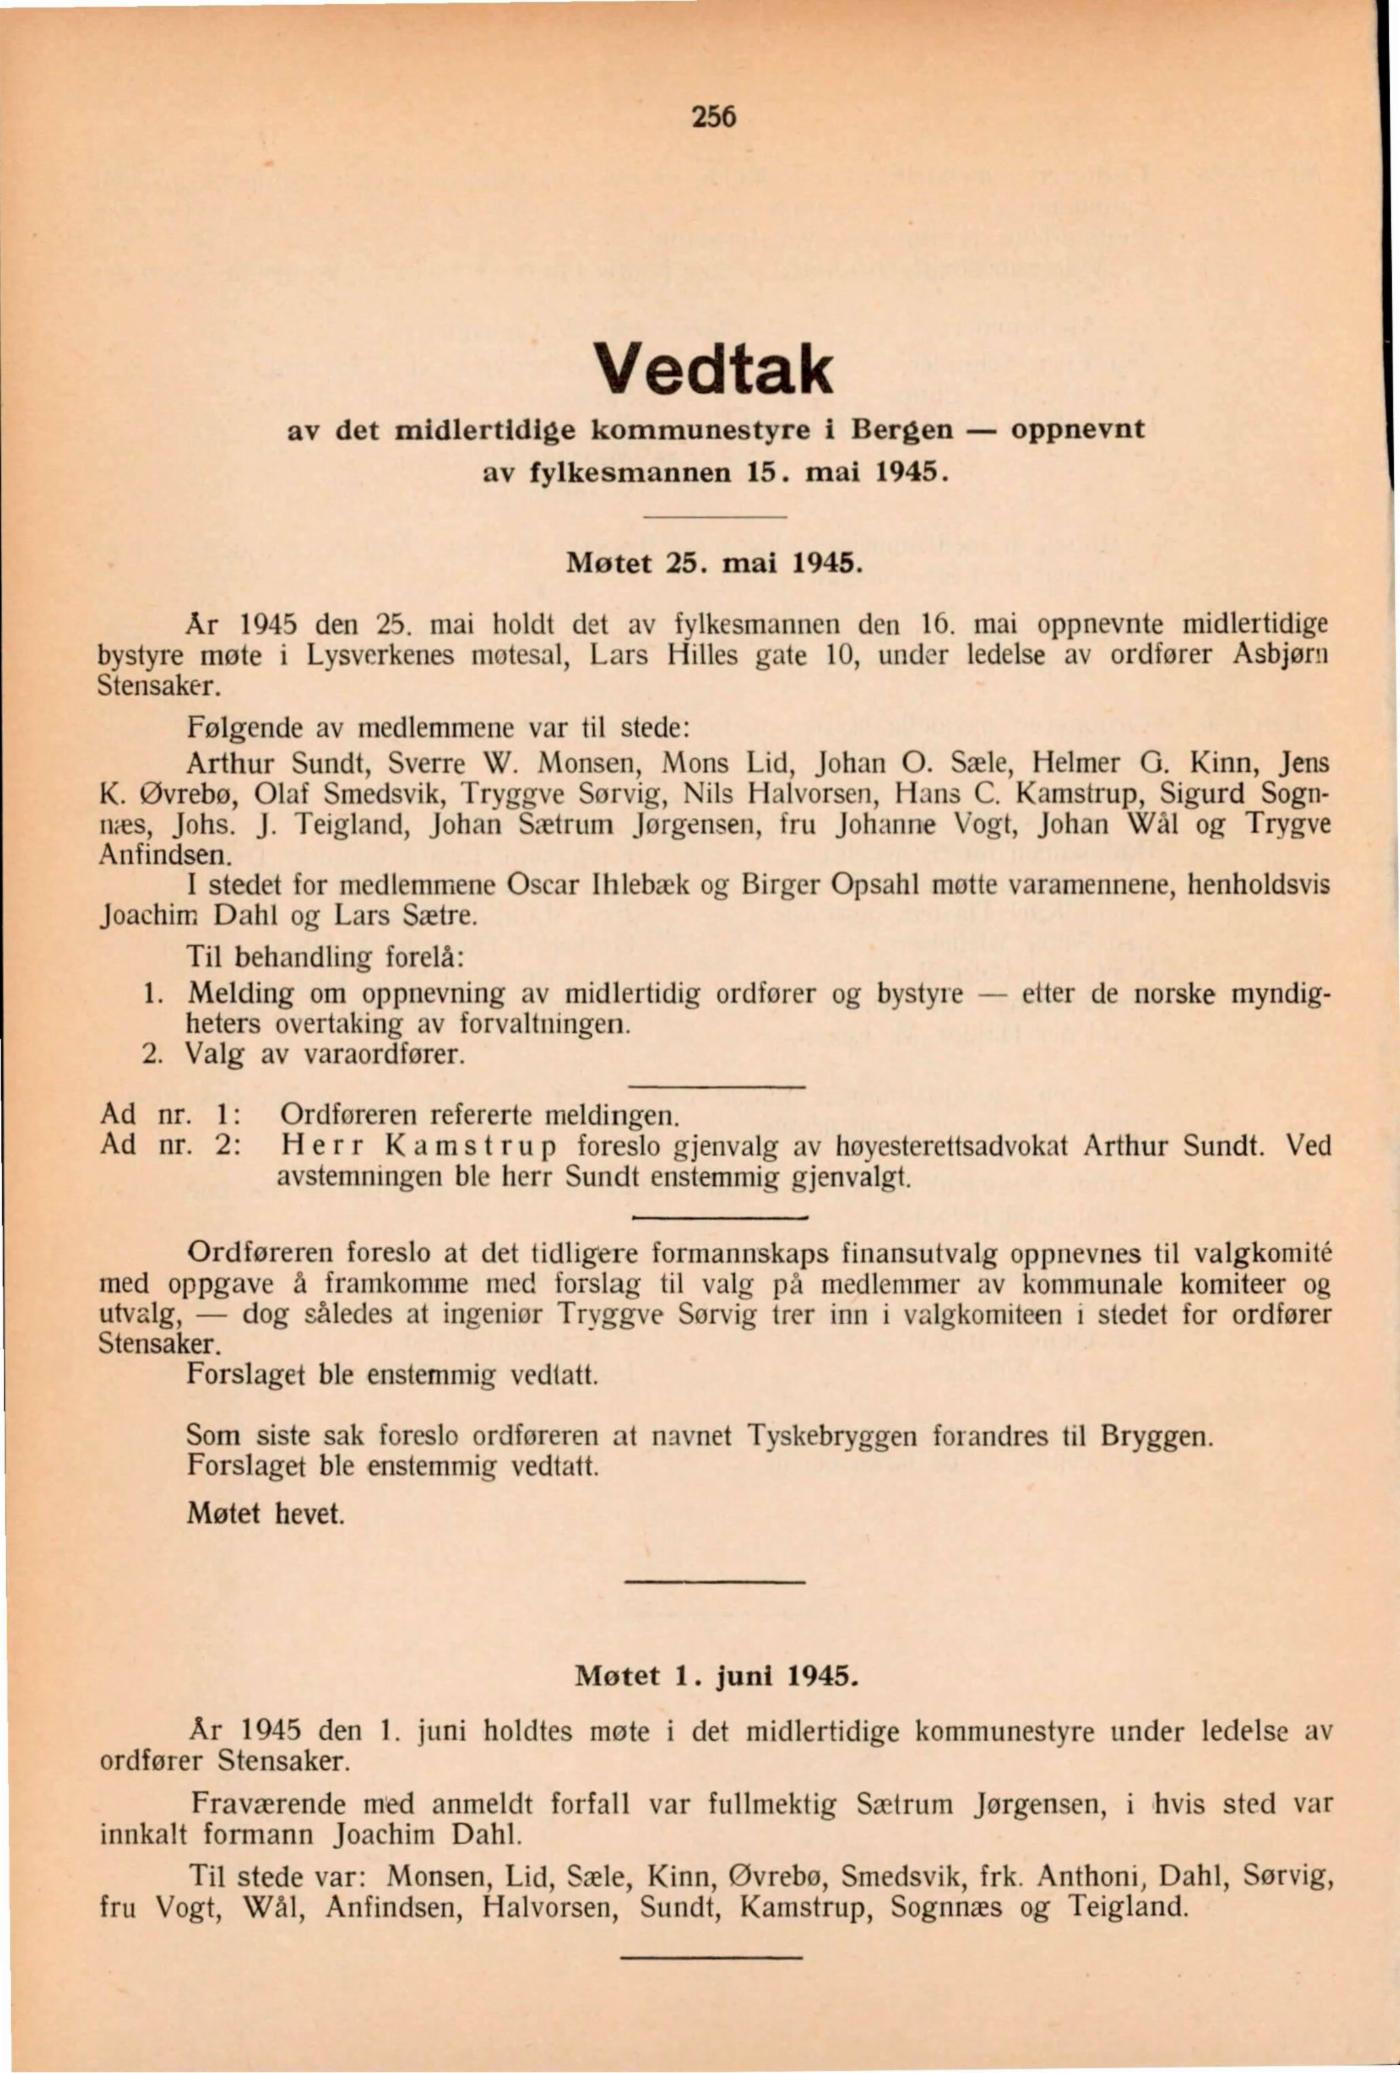 256
Vedtak
av det midlertidige kommunestyre i Bergen — oppnevnt
av fylkesmannen 15. mai 1945.
Møtet 25. mai 1945.
År 1945 den 25. mai holdt det av fylkesmannen den 16. mai oppnevnte midlertidige
bystyre møte i Lysverkenes møtesal, Lars Hilles gate 10, under ledelse av ordfører Asbjørn
Stensaker.
Følgende av medlemmene var til stede:
Arthur Sundt, Sverre W. Monsen, Mons Lid, Johan O. Sæle, Helmer G. Kinn, Jens
K. Øvrebø, Olaf Smedsvik, Tryggve Sørvig, Nils Halvorsen, Hans C. Kamstrup, Sigurd Sogn-
næs, Johs. J. Teigland, Johan Sætrum Jørgensen, fru Johanne Vogt, Johan Wål og Trygve
Anfindsen.
I stedet for medlemmene Oscar Ihlebæk og Birger Opsahl møtte varamennene, henholdsvis
Joachim Dahl og Lars Sætre.
Til behandling forelå:
1. Melding om oppnevning av midlertidig ordfører og bystyre — etter de norske myndig-
heters overtaking av forvaltningen.
2. Valg av varaordfører.
Ad nr. 1: Ordføreren refererte meldingen.
Ad nr. 2: Herr Kamstrup foreslo gjenvalg av høyesterettsadvokat Arthur Sundt. Ved
avstemningen ble herr Sundt enstemmig gjenvalgt.
Ordføreren foreslo at det tidligere formannskaps finansutvalg oppnevnes til valgkomité
med oppgave å framkomme med forslag til valg på medlemmer av kommunale komiteer og
utvalg, — dog således at ingeniør Tryggve Sørvig trer inn i valgkomiteen i stedet for ordfører
Stensaker.
Forslaget ble enstemmig vedtatt.
Som siste sak foreslo ordføreren at navnet Tyskebryggen forandres til Bryggen.
Forslaget ble enstemmig vedtatt.
Møtet hevet.
Møtet 1. juni 1945.
År 1945 den 1. juni holdtes møte i det midlertidige kommunestyre under ledelse av
ordfører Stensaker.
Fraværende med anmeldt forfall var fullmektig Sætrum Jørgensen, i hvis sted var
innkalt formann Joachim Dahl.
Til stede var: Monsen, Lid, Sæle, Kinn, Øvrebø, Smedsvik, frk. Anthoni, Dahl, Sørvig,
fru Vogt, Wål, Anfindsen, Halvorsen, Sundt, Kamstrup, Sognnæs og Teigland.